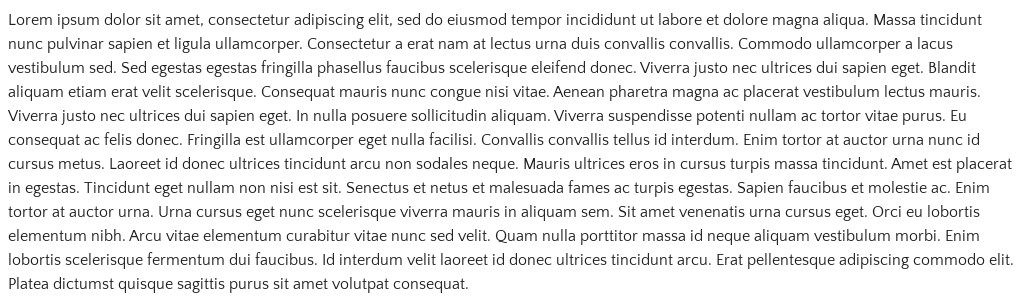 Lorem ipsum dolor sit amet, consectetur adipiscing elit, sed do eiusmod tempor incididunt ut labore et dolore magna aliqua. Massa tincidunt
nunc pulvinar sapien et ligula ullamcorper. Consectetur a erat nam at lectus urna duis convallis convallis. Commodo ullamcorper a lacus
vestibulum sed. Sed egestas egestas fringilla phasellus faucibus scelerisque eleifend donec. Viverra justo nec ultrices dui sapien eget. Blandit
aliquam etiam erat velit scelerisque. Consequat mauris nunc congue nisi vitae. Aenean pharetra magna ac placerat vestibulum lectus mauris.
Viverra justo nec ultrices dui sapien eget. In nulla posuere sollicitudin aliquam. Viverra suspendisse potenti nullam ac tortor vitae purus. Eu
consequat ac felis donec. Fringilla est ullamcorper eget nulla facilisi. Convallis convallis tellus id interdum. Enim tortor at auctor urna nunc id
cursus metus. Laoreet id donec ultrices tincidunt arcu non sodales neque. Mauris ultrices eros in cursus turpis massa tincidunt. Amet est placerat
in egestas. Tincidunt eget nullam non nisi est sit. Senectus et netus et malesuada fames ac turpis egestas. Sapien faucibus et molestie ac. Enim
tortor at auctor urna. Urna cursus eget nunc scelerisque viverra mauris in aliquam sem. Sit amet venenatis urna cursus eget. Orci eu lobortis
elementum nibh. Arcu vitae elementum curabitur vitae nunc sed velit. Quam nulla porttitor massa id neque aliquam vestibulum morbi. Enim
lobortis scelerisque fermentum dui faucibus. Id interdum velit laoreet id donec ultrices tincidunt arcu. Erat pellentesque adipiscing commodo elit.
Platea dictumst quisque sagittis purus sit amet volutpat consequat.